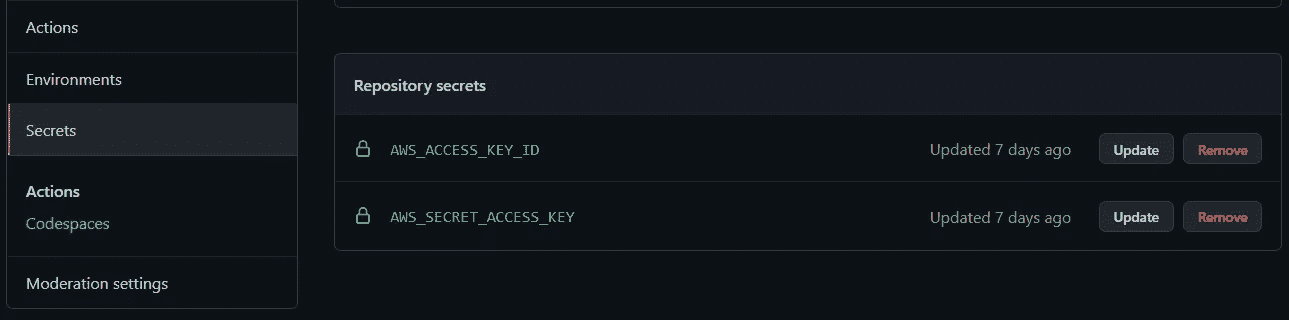 Actions
Environments
Secrets
Actions
Codespaces
Moderation settings
Repository secrets
AWS_ACCESS_KEY_ID Updated 7 days ago Update Remove
AWS_SECRET_ACCESS_KEY Updated 7 days ago Update Remove